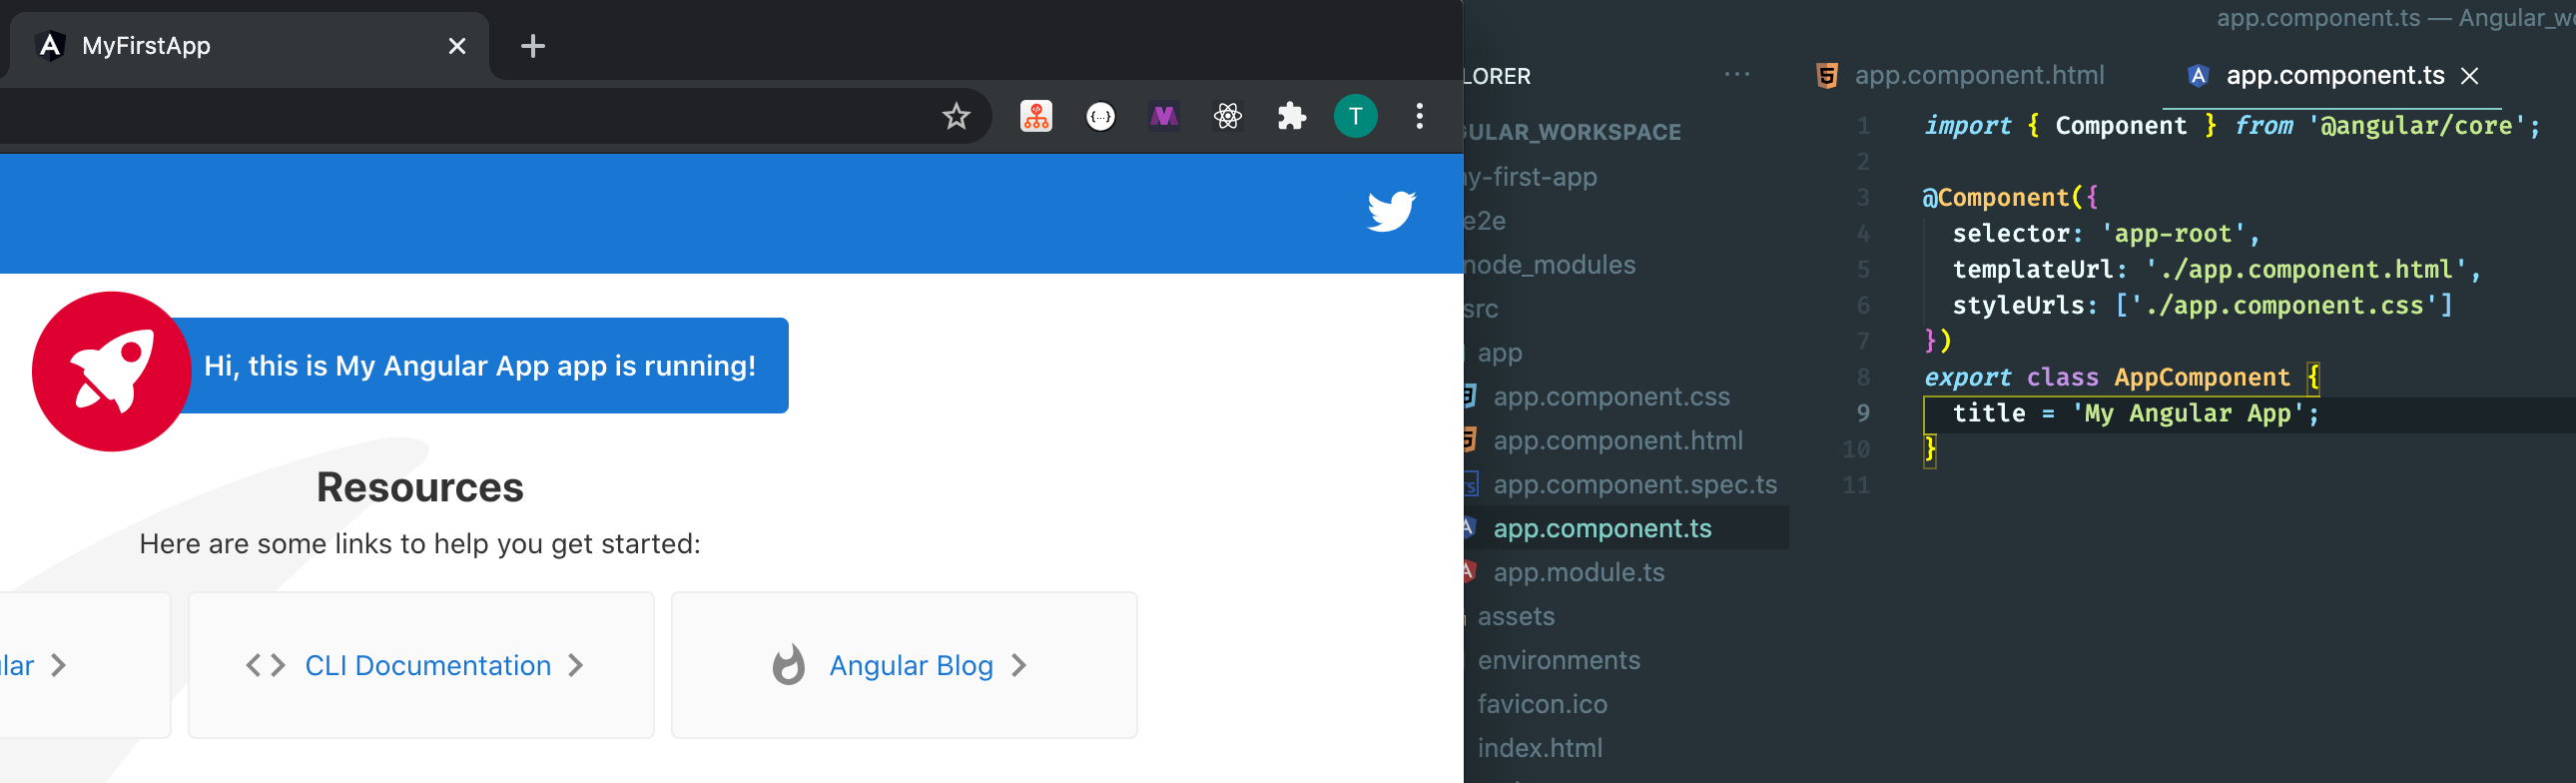 MyFirstApp
T
Hi, this is My Angular App app is running!
Resources
Here are some links to help you get started:
lar
CLI Documentation
Angular Blog
app.component.ts — Angular_w
LORER
app.component.html
app.component.ts
GULAR_WORKSPACE
y-first-app
e2e
node_modules
src
app
app.component.css
app.component.html
app.component.spec.ts
app.component.ts
app.module.ts
assets
environments
favicon.ico
index.html
1 import { Component } from '@angular/core';
2
3 @Component({
4 selector: 'app-root',
5 templateUrl: './app.component.html',
6 styleUrls: ['./app.component.css']
7 })
8 export class AppComponent {
9 title = 'My Angular App';
10 }
11